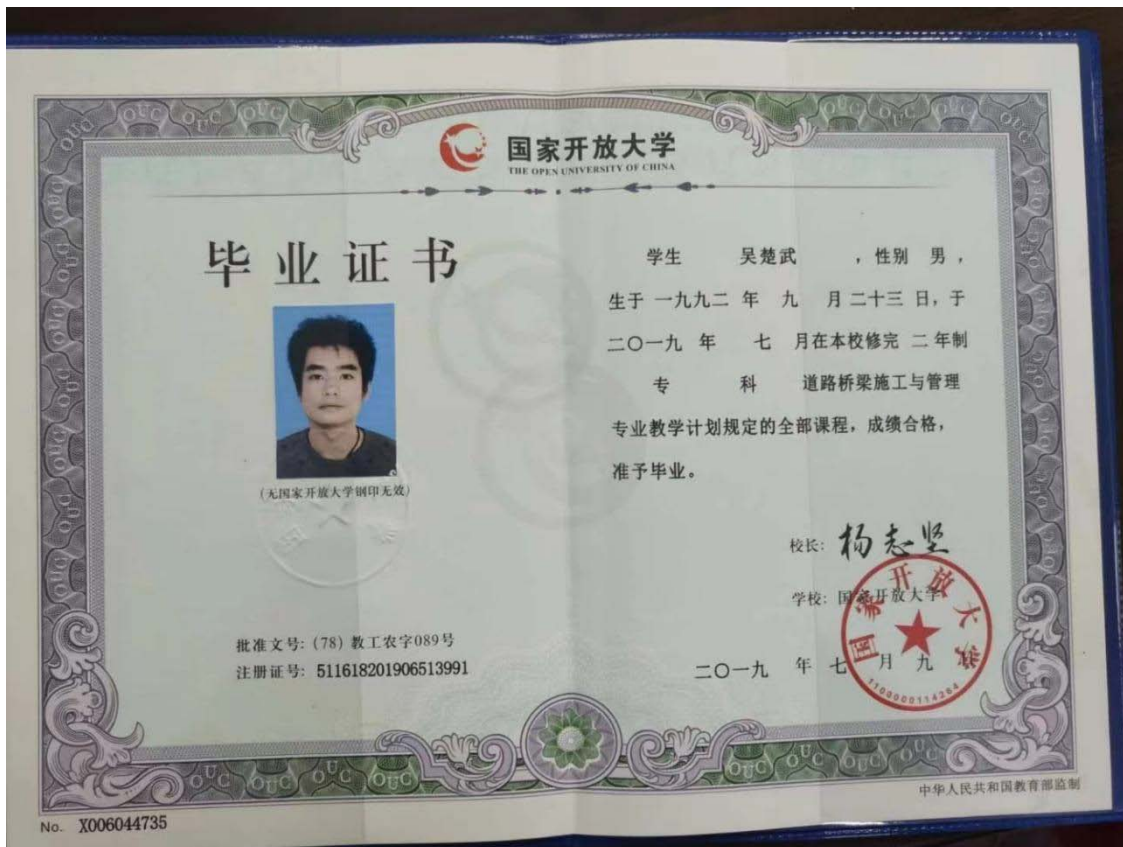 国家开放大学
THE OPEN UNIVERSITY OF CHINA
毕业证书
(无国家开放大学钢印无效)
批准文号: (78) 教工农字089号
注册证号: 511618201906513991
学生 吴楚武 ,性别 男,
生于 一九九二 年 九 月 二十三 日,于
二〇一九 年 七 月在本校修完 二 年制
专 科 道路桥梁施工与管理
专业教学计划规定的全部课程,成绩合格,
准予毕业。
校长: 杨志坚
学校: 国家开放大学
国家开放大学
1100000114284
二〇一九 年 七 月 九
中华人民共和国教育部监制
No. X006044735